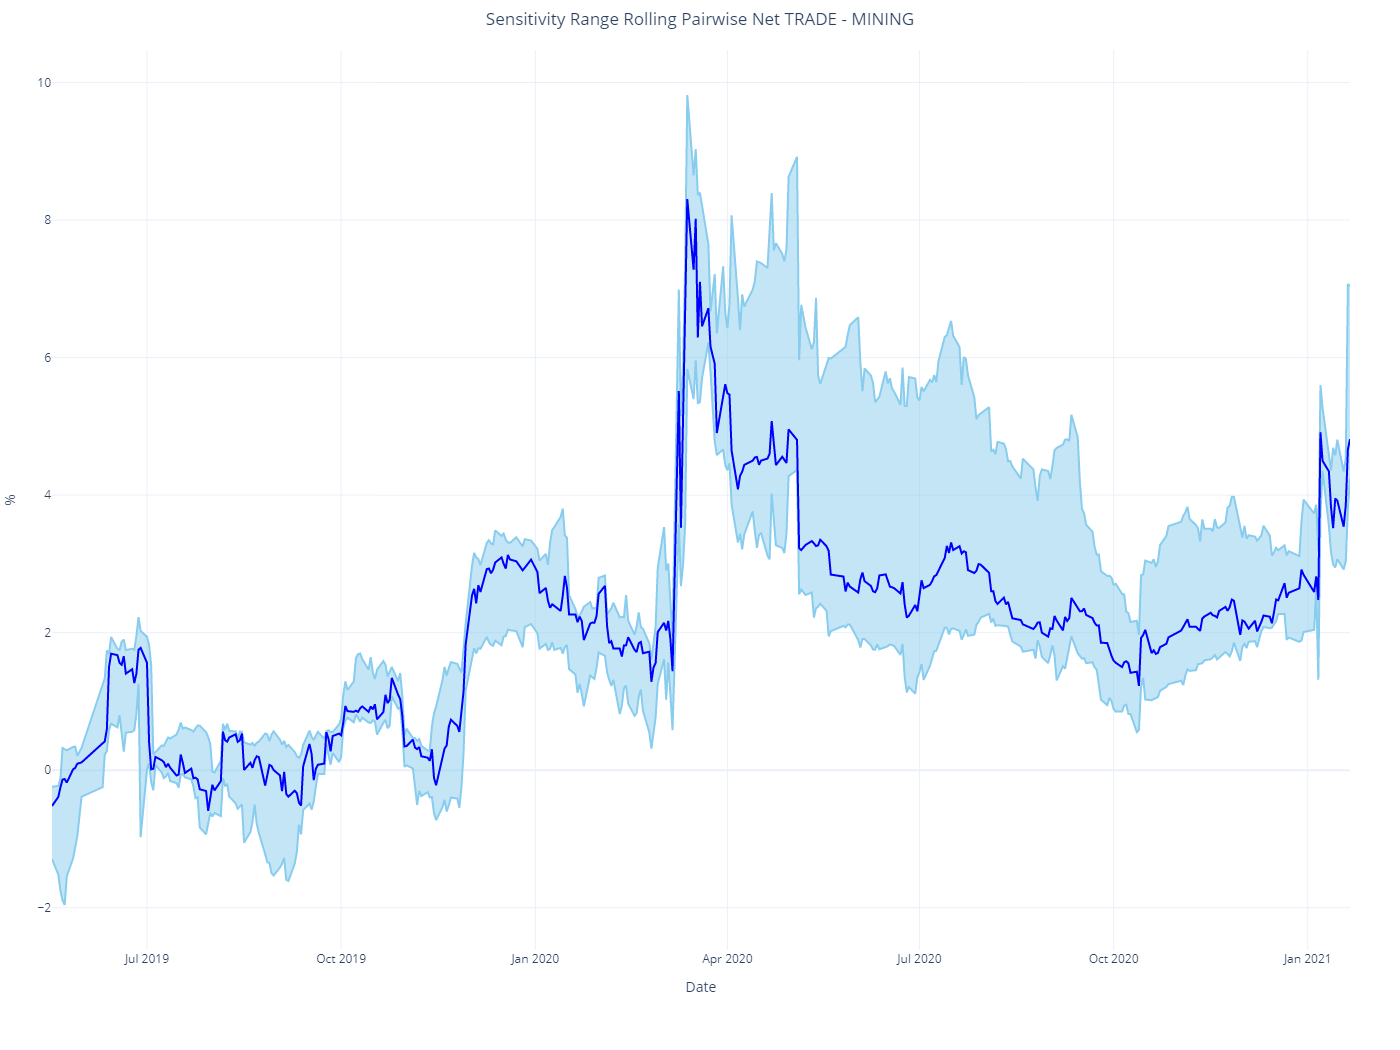 Sensitivity Range Rolling Pairwise Net TRADE - MINING
10
8
6
4
2
0
−2
%
Jul 2019
Oct 2019
Jan 2020
Apr 2020
Jul 2020
Oct 2020
Jan 2021
Date